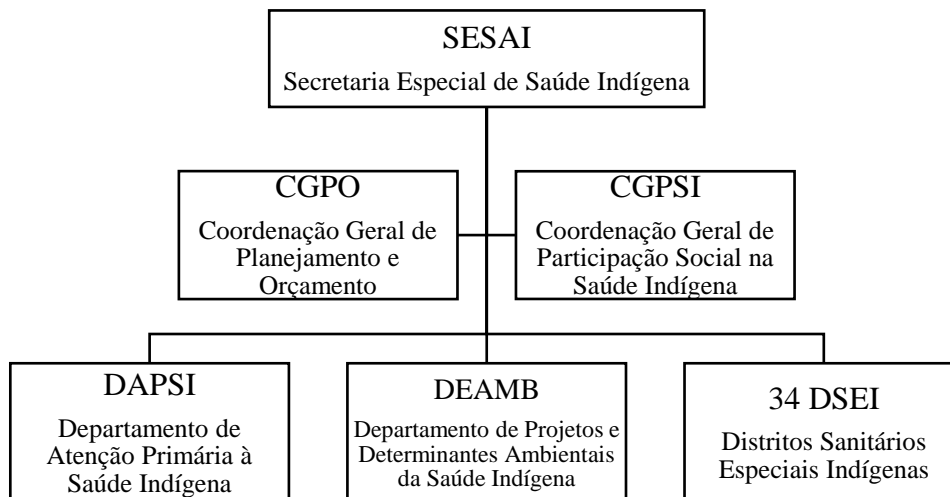 SESAI
Secretaria Especial de Saúde Indígena
CGPO
Coordenação Geral de
Planejamento e
Orçamento
CGPSI
Coordenação Geral de
Participação Social na
Saúde Indígena
DAPSI
Departamento de
Atenção Primária à
Saúde Indígena
DEAMB
Departamento de Projetos e
Determinantes Ambientais
da Saúde Indígena
34 DSEI
Distritos Sanitários
Especiais Indígenas